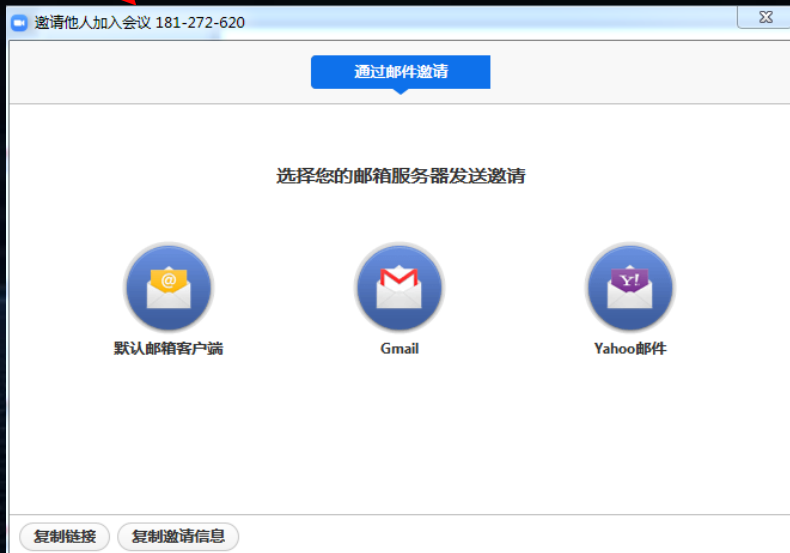 邀请他人加入会议 181-272-620
通过邮件邀请
选择您的邮箱服务器发送邀请
@
Y!
默认邮箱客户端
Gmail
Yahoo邮件
复制链接
复制邀请信息